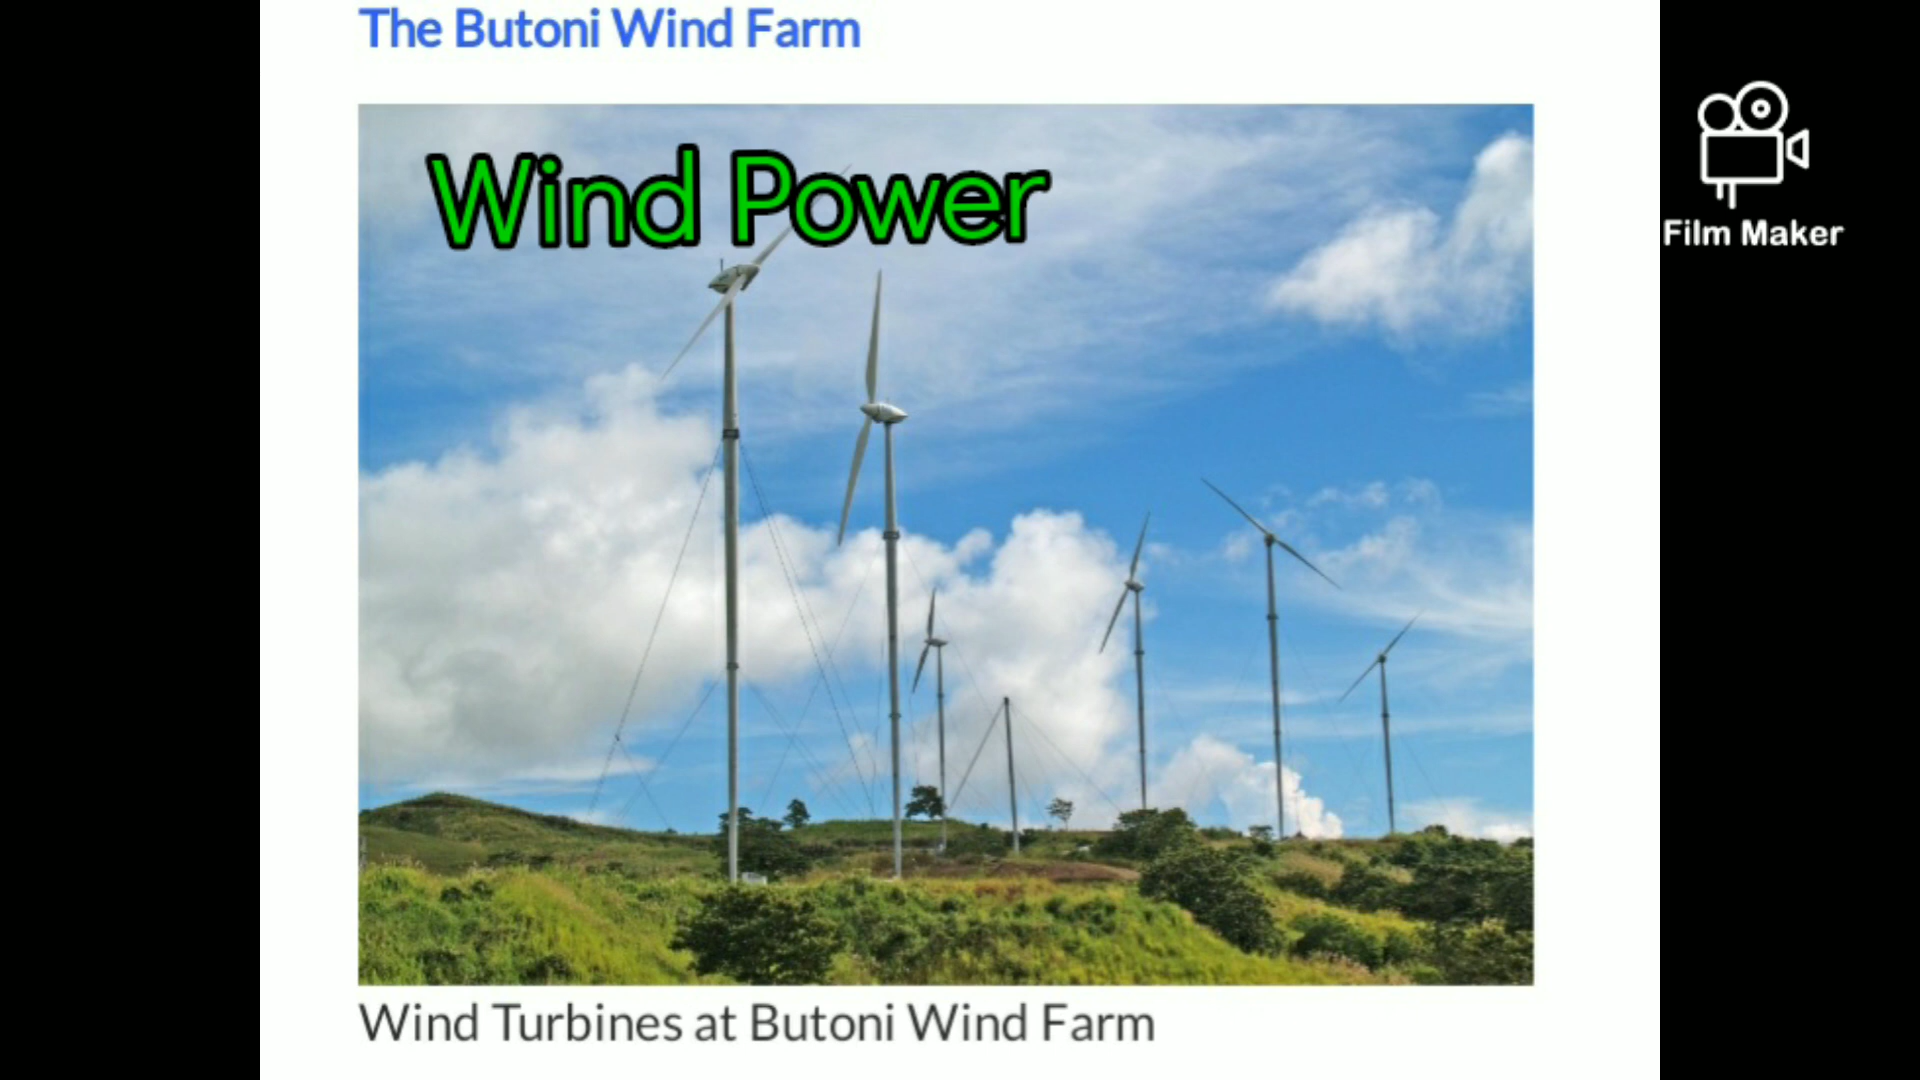 The Butoni Wind Farm
Wind Power
Film Maker
Wind Turbines at Butoni Wind Farm